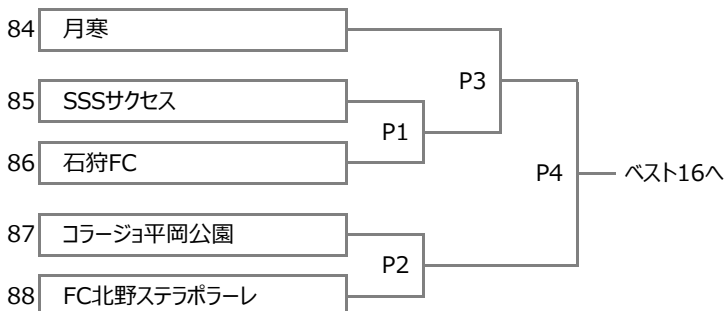 84 月寒
P3
85 SSSサクセス
P1
86 石狩FC
P4 ベスト16へ
87 コラージョ平岡公園
P2
88 FC北野ステラポラーレ